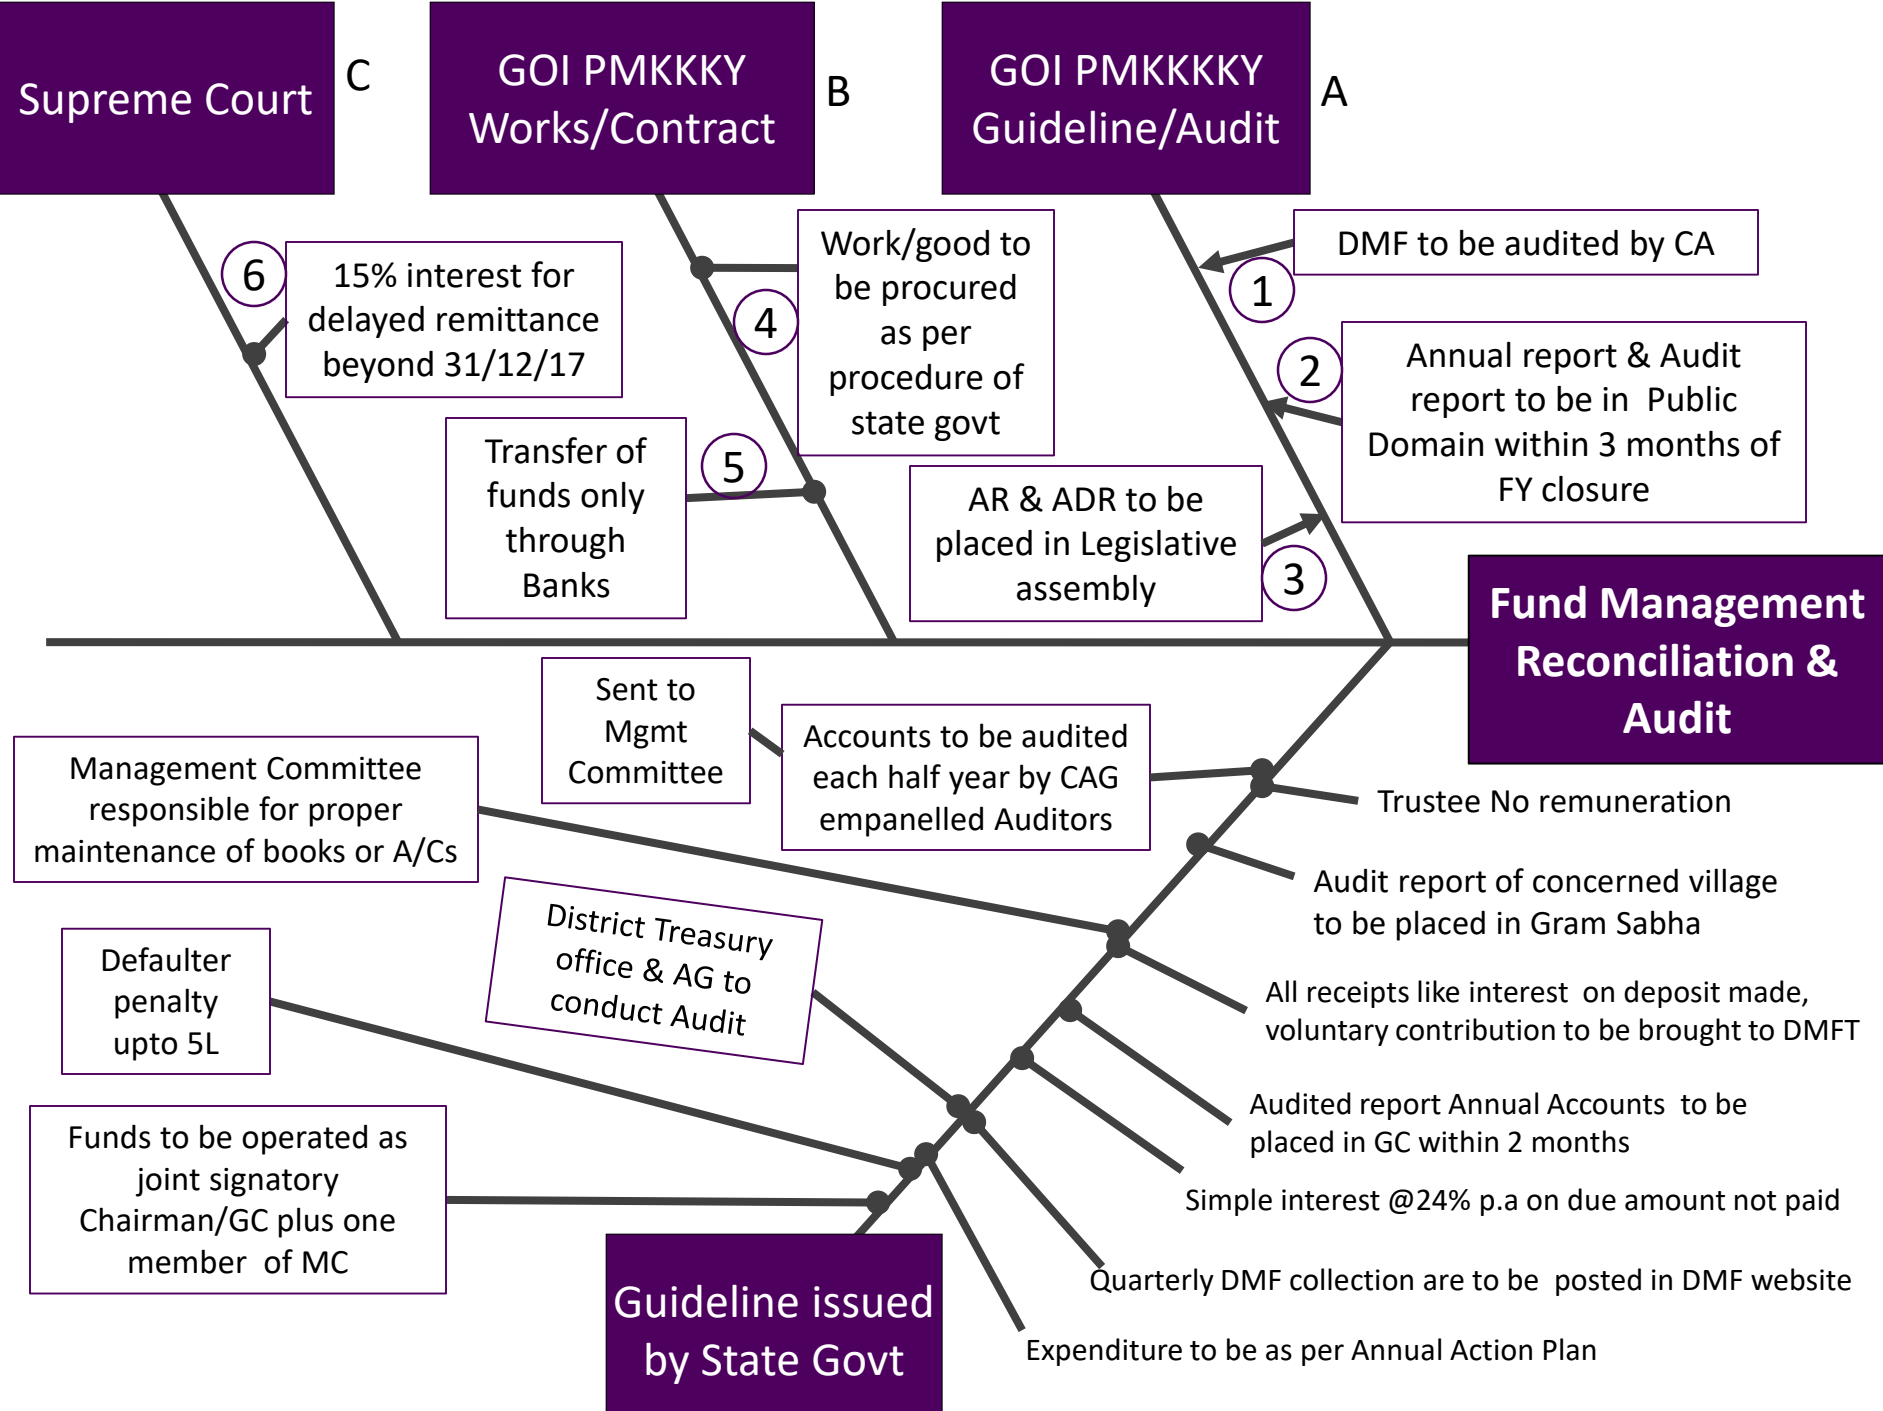 Supreme Court
C
GOI PMKKKY
Works/Contract
B
GOI PMKKKKY
Guideline/Audit
A
6
15% interest for
delayed remittance
beyond 31/12/17
4
Work/good to
be procured
as per
procedure of
state govt
5
Transfer of
funds only
through
Banks
DMF to be audited by CA
1
2
Annual report & Audit
report to be in  Public
Domain within 3 months of
FY closure
AR & ADR to be
placed in Legislative
assembly
3
Fund Management
Reconciliation &
Audit
Sent to
Mgmt
Committee
Accounts to be audited
each half year by CAG
empanelled Auditors
Management Committee
responsible for proper
maintenance of books or A/Cs
District Treasury
office & AG to
conduct Audit
Defaulter
penalty
upto 5L
Funds to be operated as
joint signatory
Chairman/GC plus one
member  of MC
Trustee No remuneration
Audit report of concerned village
to be placed in Gram Sabha
All receipts like interest  on deposit made,
voluntary contribution to be brought to DMFT
Audited report Annual Accounts  to be
placed in GC within 2 months
Simple interest @24% p.a on due amount not paid
Quarterly DMF collection are to be  posted in DMF website
Expenditure to be as per Annual Action Plan
Guideline issued
by State Govt